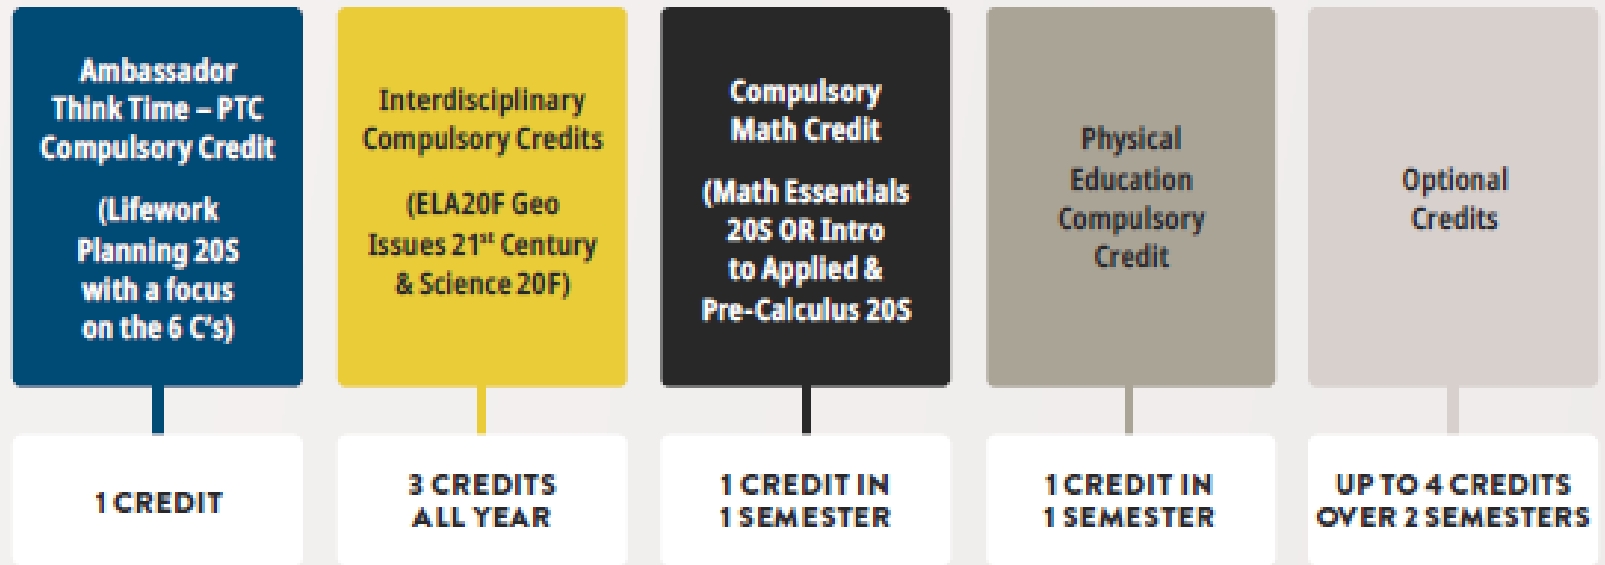 Ambassador
Think Time – PTC
Compulsory Credit
(Lifework
Planning 20S
with a focus
on the 6 C's)
1 CREDIT
Interdisciplinary
Compulsory Credits
(ELA20F Geo
Issues 21st Century
& Science 20F)
3 CREDITS
ALL YEAR
Compulsory
Math Credit
(Math Essentials
20S OR Intro
to Applied &
Pre-Calculus 20S
1 CREDIT IN
1 SEMESTER
Physical
Education
Compulsory
Credit
1 CREDIT IN
1 SEMESTER
Optional
Credits
UP TO 4 CREDITS
OVER 2 SEMESTERS